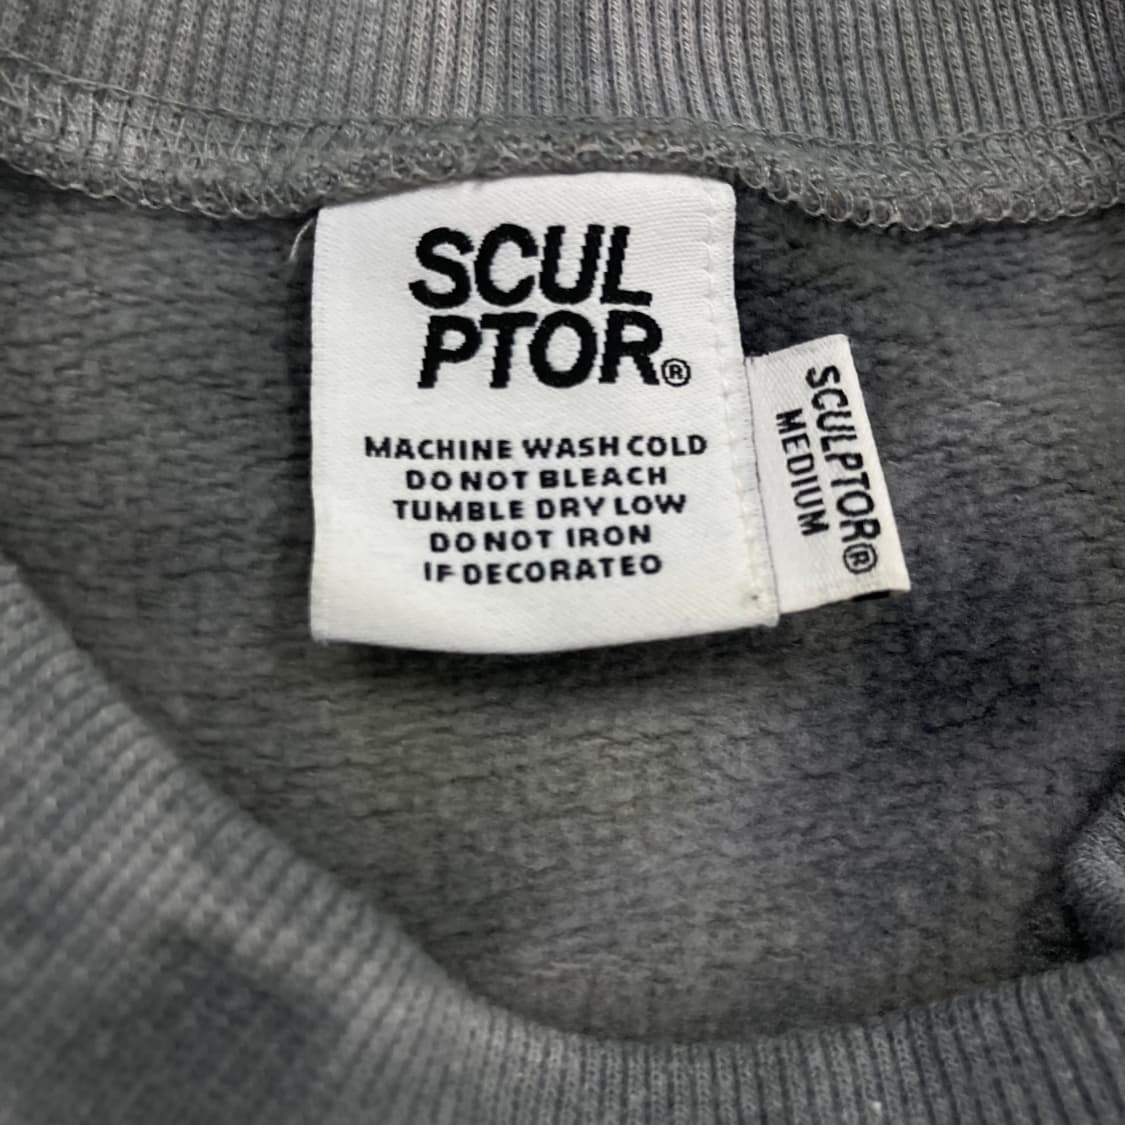 SCUL
PTOR®
MACHINE WASH COLD
DO NOT BLEACH
TUMBLE DRY LOW
DO NOT IRON
IF DECORATED
SCULPTOR®
MEDIUM